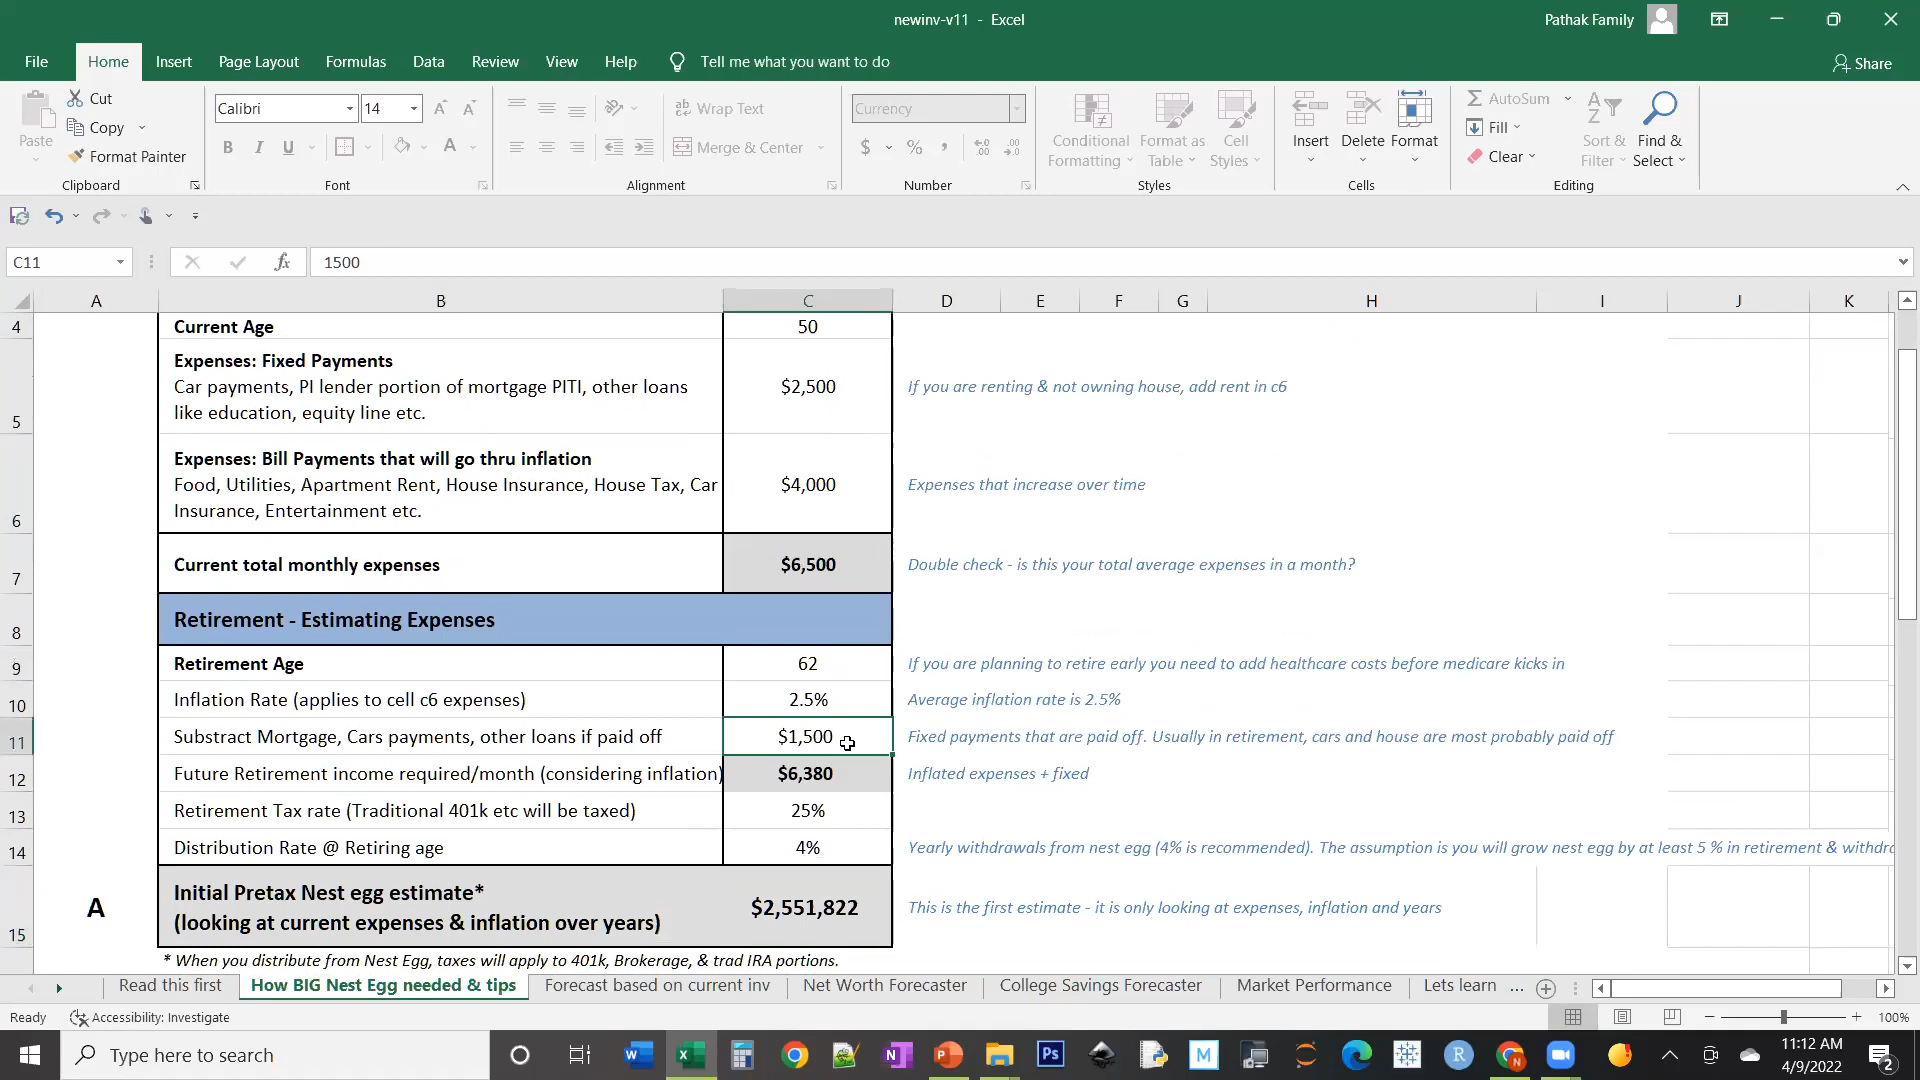 newinv-v11 - Excel
Pathak Family
File Home Insert Page Layout Formulas Data Review View Help Tell me what you want to do
Share
Paste
Cut
Copy
Format Painter
Clipboard
Calibri 14
B I U
Font
Wrap Text
Merge & Center
Alignment
Currency
$ % ,
Number
Conditional Formatting
Format as Table
Cell Styles
Styles
Insert Delete Format
Cells
AutoSum
Fill
Clear
Sort & Filter
Find & Select
Editing
C11 fx 1500
A B C D E F G H I J K
4 Current Age 50
Expenses: Fixed Payments
Car payments, PI lender portion of mortgage PITI, other loans $2,500 If you are renting & not owning house, add rent in c6
5 like education, equity line etc.
Expenses: Bill Payments that will go thru inflation
Food, Utilities, Apartment Rent, House Insurance, House Tax, Car $4,000 Expenses that increase over time
6 Insurance, Entertainment etc.
7 Current total monthly expenses $6,500 Double check - is this your total average expenses in a month?
8 Retirement - Estimating Expenses
9 Retirement Age 62 If you are planning to retire early you need to add healthcare costs before medicare kicks in
10 Inflation Rate (applies to cell c6 expenses) 2.5% Average inflation rate is 2.5%
11 Substract Mortgage, Cars payments, other loans if paid off $1,500 Fixed payments that are paid off. Usually in retirement, cars and house are most probably paid off
12 Future Retirement income required/month (considering inflation) $6,380 Inflated expenses + fixed
13 Retirement Tax rate (Traditional 401k etc will be taxed) 25%
14 Distribution Rate @ Retiring age 4% Yearly withdrawals from nest egg (4% is recommended). The assumption is you will grow nest egg by at least 5 % in retirement & withdr
Initial Pretax Nest egg estimate*
A $2,551,822 This is the first estimate - it is only looking at expenses, inflation and years
15 (looking at current expenses & inflation over years)
* When you distribute from Nest Egg, taxes will apply to 401k, Brokerage, & trad IRA portions.
Read this first How BIG Nest Egg needed & tips Forecast based on current inv Net Worth Forecaster College Savings Forecaster Market Performance Lets learn ...
Ready Accessibility: Investigate 100%
Type here to search
11:12 AM
4/9/2022
2